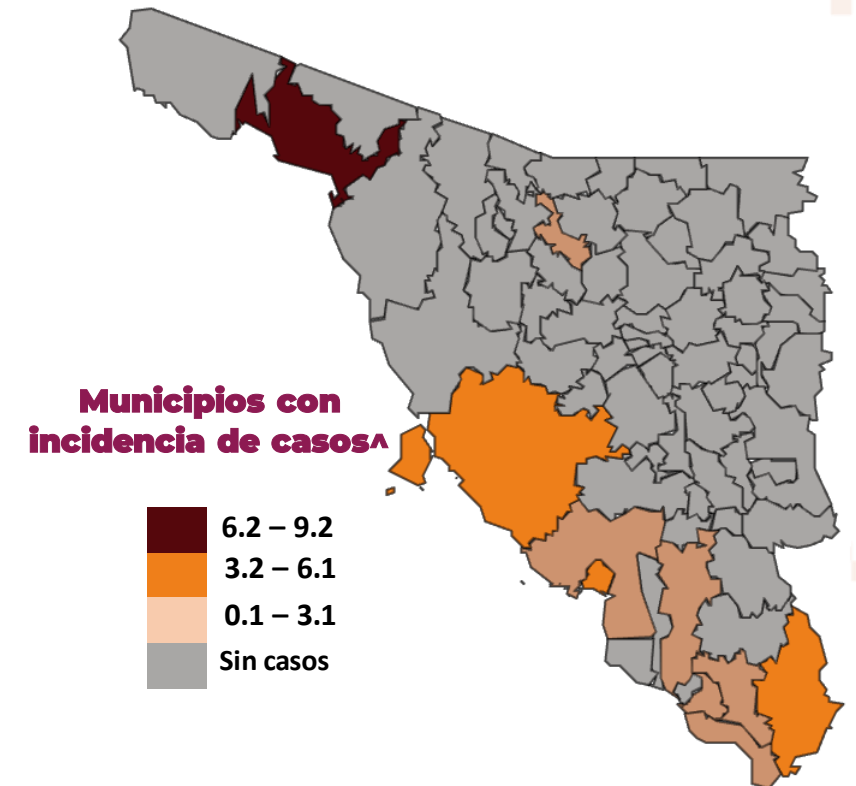 Municipios con
incidencia de casos^
6.2 – 9.2
3.2 – 6.1
0.1 – 3.1
Sin casos